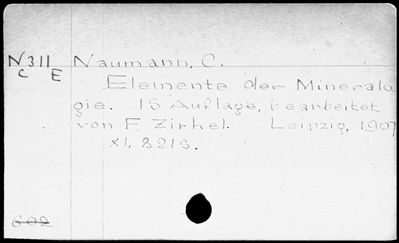 N311 Naumann, C.
C E Elemente der Mineralo
gie. 15 Auflage, bearbeitet
von F. Zirkel. Leipzig, 1907
XI, 821 S.
602